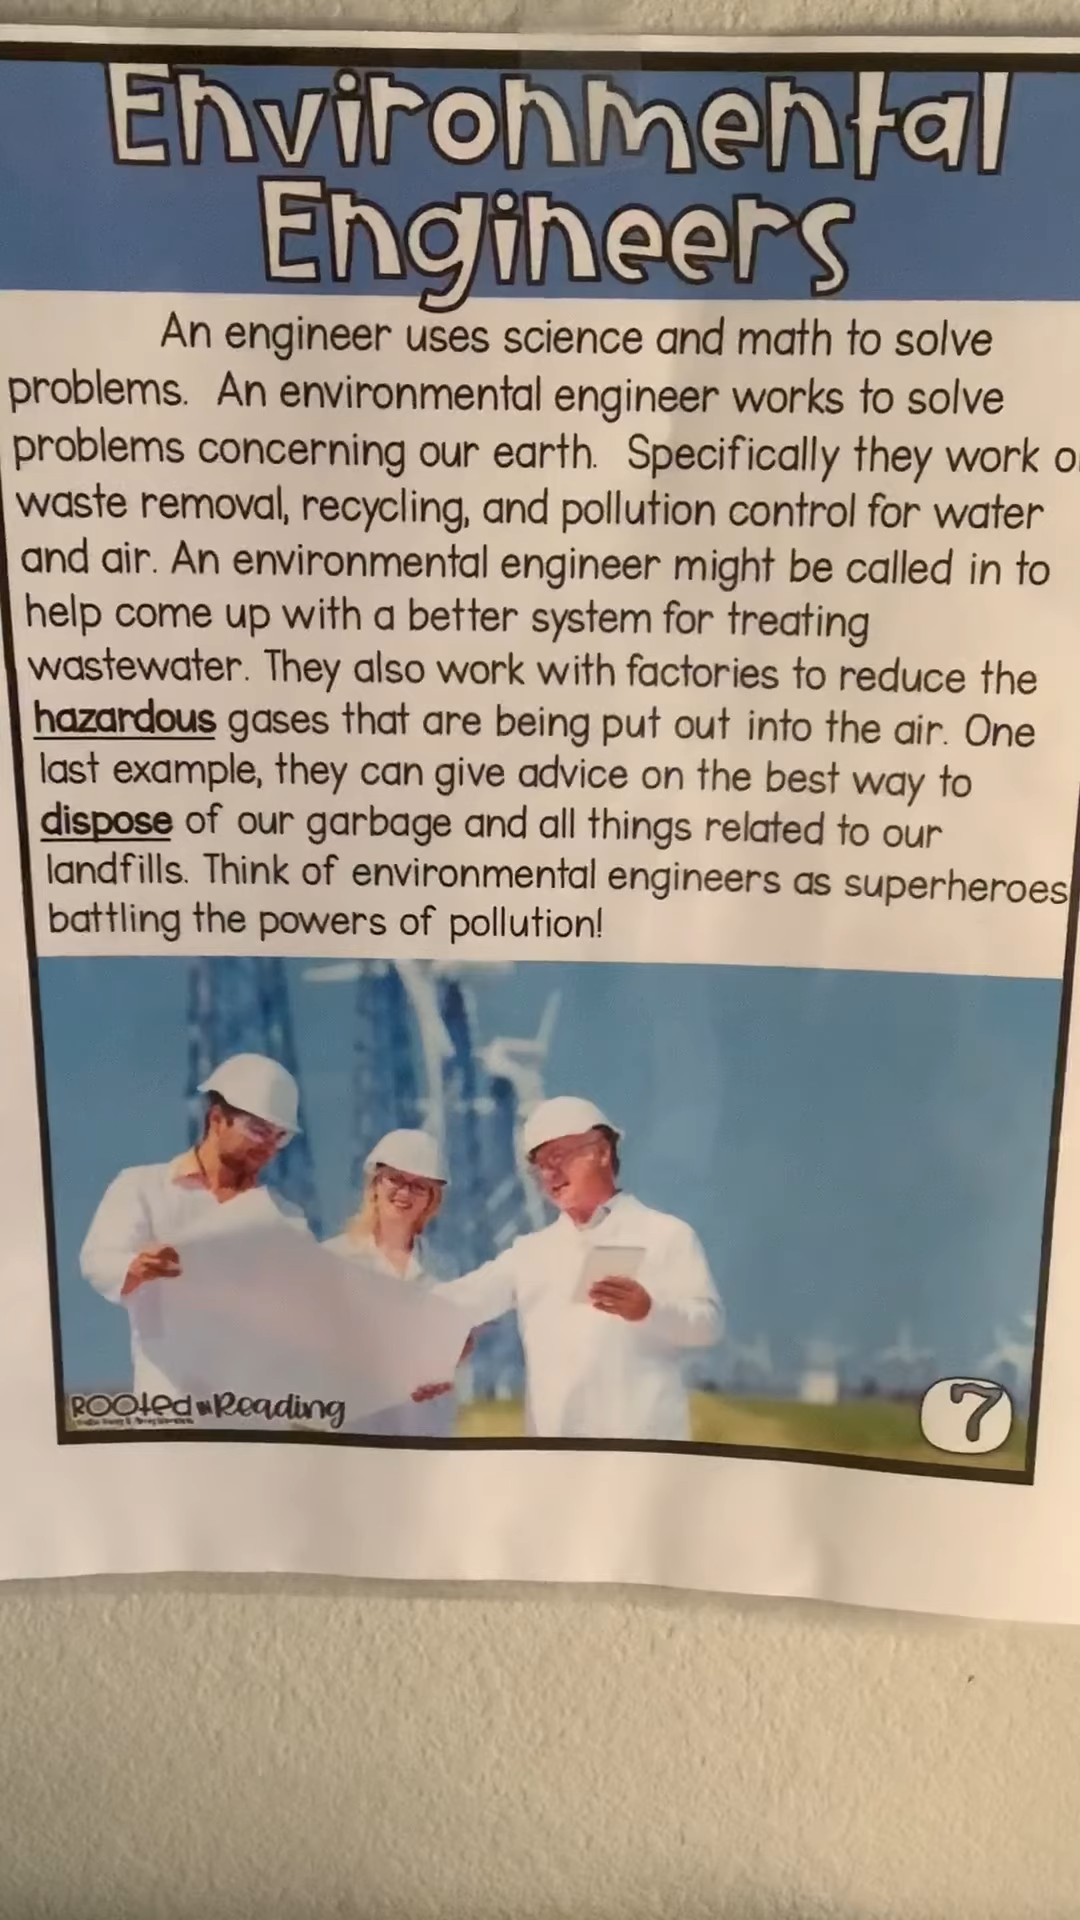 Environmental
Engineers
An engineer uses science and math to solve
problems. An environmental engineer works to solve
problems concerning our earth. Specifically they work
waste removal, recycling, and pollution control for water
and air. An environmental engineer might be called in to
help come up with a better system for treating
wastewater. They also work with factories to reduce the
hazardous gases that are being put out into the air. One
last example, they can give advice on the best way to
dispose of our garbage and all things related to our
landfills. Think of environmental engineers as superheroes
battling the powers of pollution!
ROOted IN Reading
7